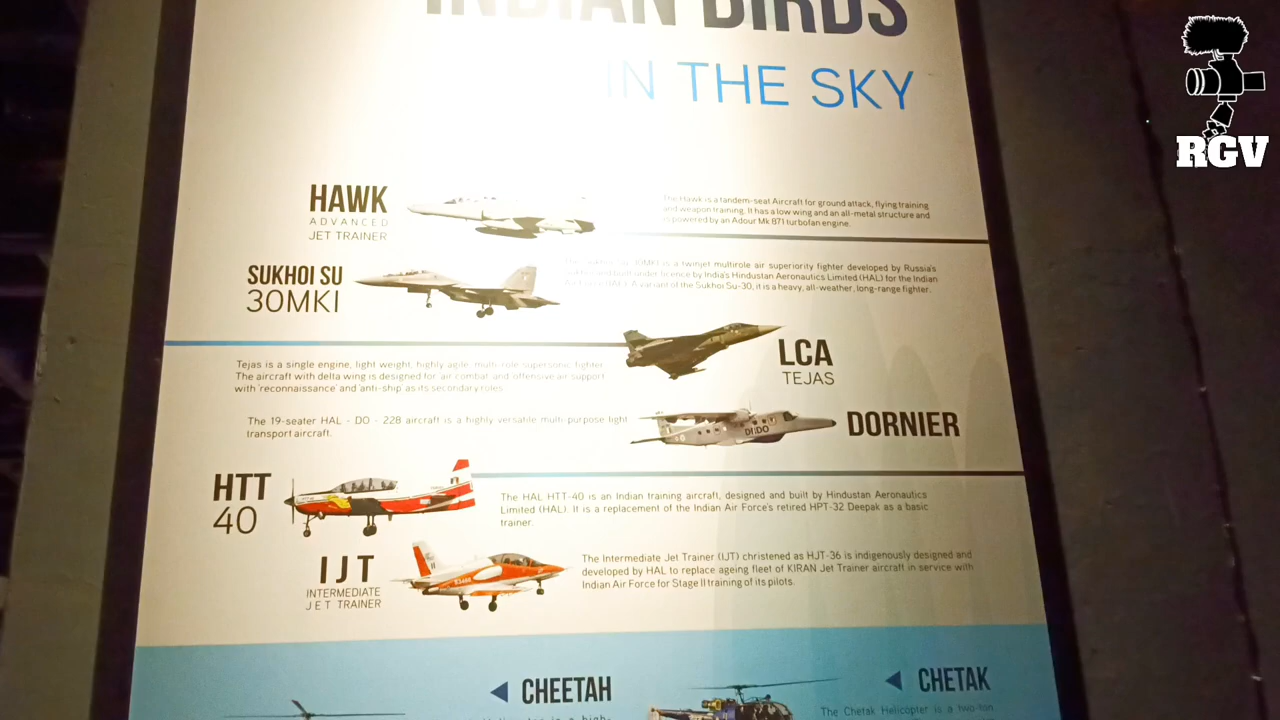 INDIAN BIRDS
IN THE SKY
RGV
HAWK
ADVANCED
JET TRAINER
The Hawk is a tandem-seat Aircraft for ground attack, flying training
and weapon training. It has a low wing and an all-metal structure and
is powered by an Adour Mk 871 turbofan engine.
SUKHOI SU
30MKI
The Sukhoi Su-30MKI is a twinjet multirole air superiority fighter developed by Russia's
and built under licence by India's Hindustan Aeronautics Limited (HAL) for the Indian
Air Force (IAF). A variant of the Sukhoi Su-30, it is a heavy, all-weather, long-range fighter.
LCA
TEJAS
Tejas is a single engine, light weight, highly agile, multi-role supersonic fighter.
The aircraft with delta wing is designed for air combat and offensive air support
with 'reconnaissance' and 'anti-ship' as its secondary roles.
DORNIER
The 19-seater HAL - DO - 228 aircraft is a highly versatile multi-purpose light
transport aircraft.
HTT
40
The HAL HTT-40 is an Indian training aircraft, designed and built by Hindustan Aeronautics
Limited (HAL). It is a replacement of the Indian Air Force's retired HPT-32 Deepak as a basic
trainer.
IJT
INTERMEDIATE
JET TRAINER
The Intermediate Jet Trainer (IJT) christened as HJT-36 is indigenously designed and
developed by HAL to replace ageing fleet of KIRAN Jet Trainer aircraft in service with
Indian Air Force for Stage II training of its pilots.
CHEETAH
is a high-
CHETAK
The Chetak Helicopter is a two-ton